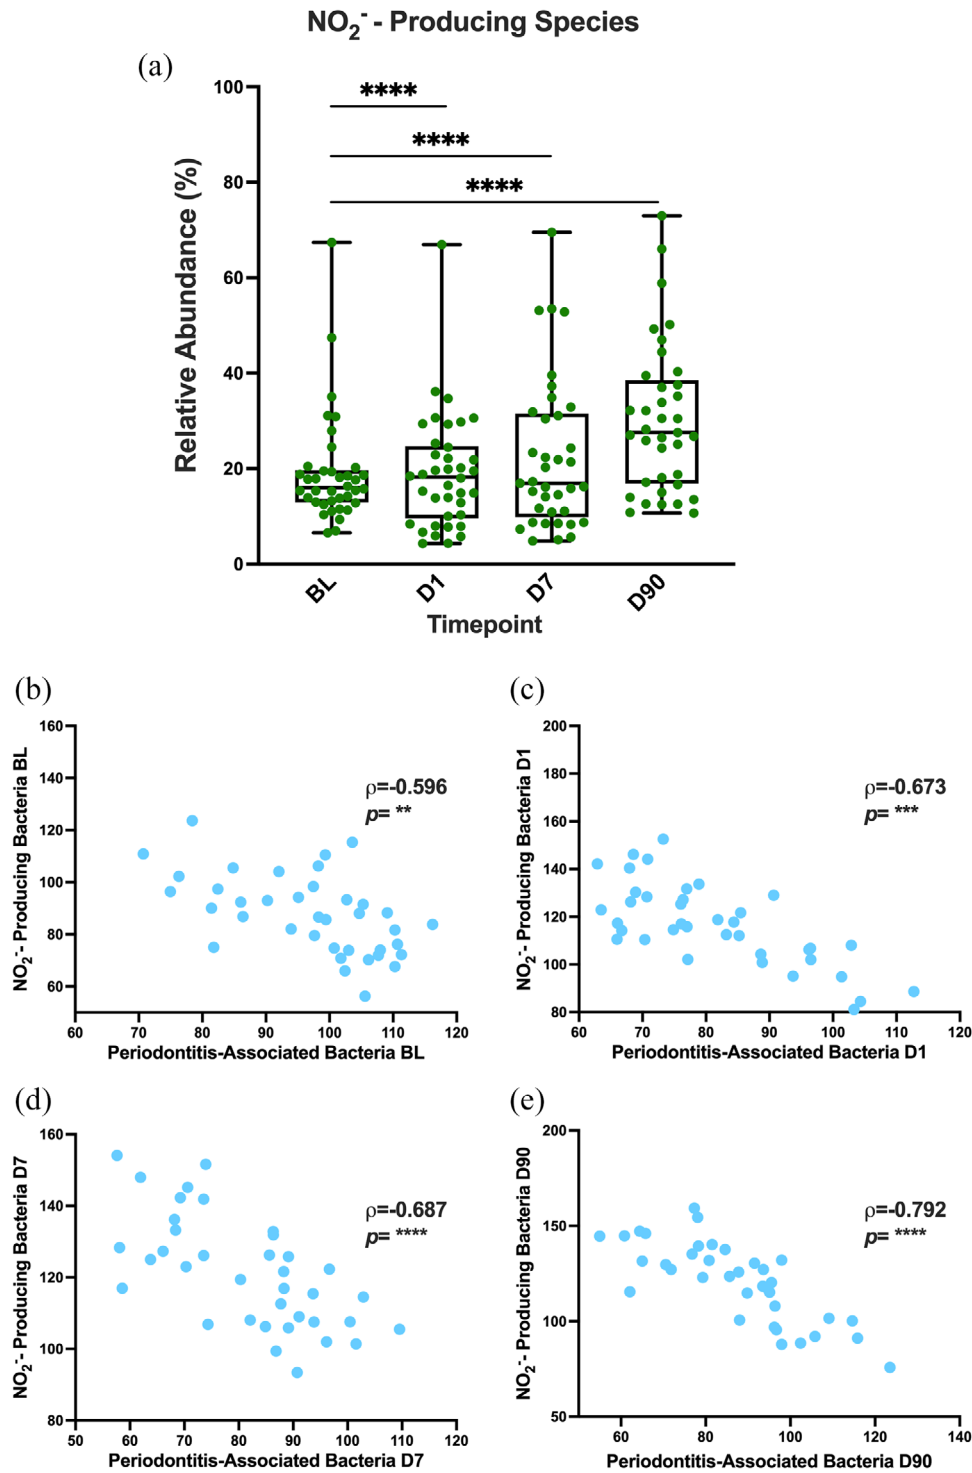 NO₂⁻ - Producing Species
(a)
Relative Abundance (%)
100
80
60
40
20
0
****
****
****
BL
D1
D7
D90
Timepoint
(b)
NO₂⁻- Producing Bacteria BL
160
140
120
100
80
60
ρ=-0.596
p= **
60 70 80 90 100 110 120
Periodontitis-Associated Bacteria BL
(c)
NO₂⁻- Producing Bacteria D1
200
180
160
140
120
100
80
ρ=-0.673
p= ***
60 70 80 90 100 110 120
Periodontitis-Associated Bacteria D1
(d)
NO₂⁻- Producing Bacteria D7
160
140
120
100
80
ρ=-0.687
p= ****
50 60 70 80 90 100 110 120
Periodontitis-Associated Bacteria D7
(e)
NO₂⁻- Producing Bacteria D90
200
150
100
50
ρ=-0.792
p= ****
60 80 100 120 140
Periodontitis-Associated Bacteria D90